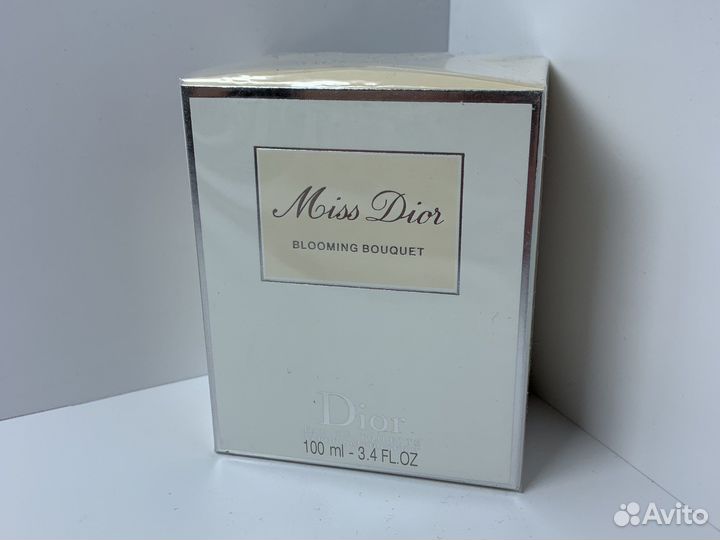 Miss Dior
BLOOMING BOUQUET
Dior
100 ml - 3.4 FL.OZ
Avito